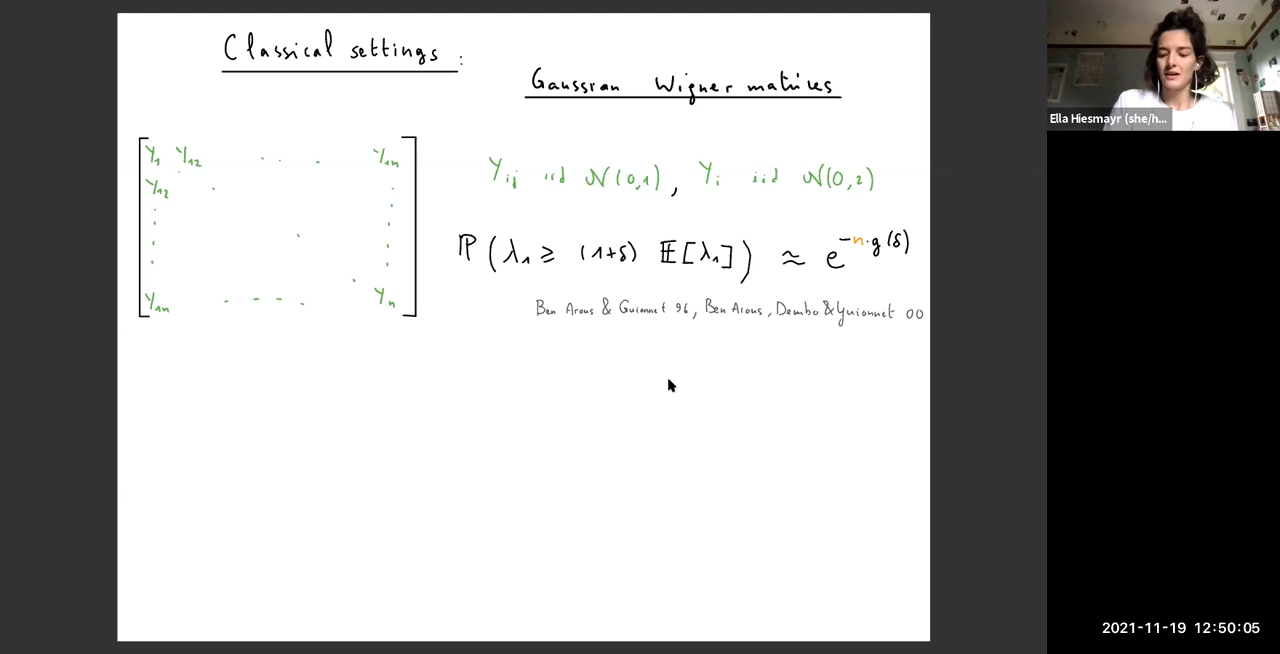 Classical settings :
Gaussian Wigner matrices
Y₁ Y₁₂ . . . Y₁ₙ
Y₁₂
Y₁ₙ . - - - . Yₙ
Yᵢⱼ iid N(0,1), Yᵢ iid N(0,2)
ℙ(λ₁ ≥ (1+δ) 𝔼[λ₁]) ≈ e^{-n·g(δ)}
Ben Arous & Guionnet 96, Ben Arous, Dembo & Guionnet 00
Ella Hiesmayr (she/h...
2021-11-19 12:50:05